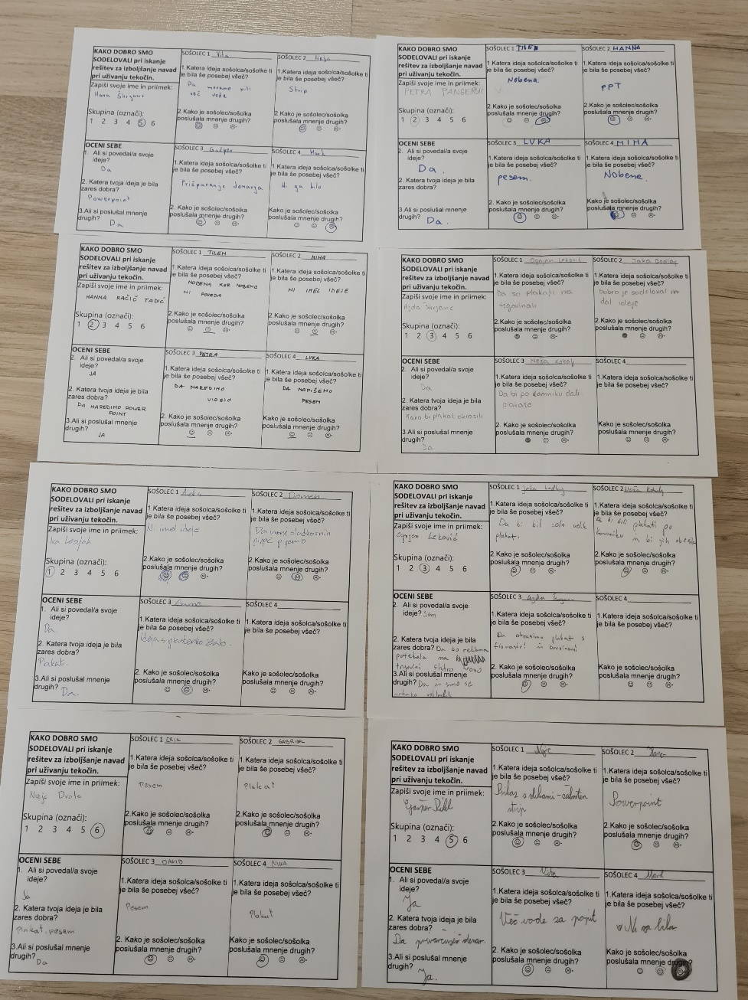 KAKO DOBRO SMO
SODELOVALI pri iskanje
rešitev za izboljšanje navad
pri uživanju tekočin.
Zapiši svoje ime in priimek:
Hana
Skupina (označi):
1 2 3 4 5 6
SOŠOLEC 1 Vita
1.Katera ideja sošolca/sošolke ti
je bila še posebej všeč?
Da moramo piti
več vode
2.Kako je sošolec/sošolka
poslušala mnenje drugih?
SOŠOLEC 2
1.Katera ideja sošolca/sošolke ti
je bila še posebej všeč?
Strip
2.Kako je sošolec/sošolka
poslušala mnenje drugih?
OCENI SEBE
1. Ali si povedal/a svoje
ideje?
Da
2. Katera tvoja ideja je bila
zares dobra?
Powerpoint
3.Ali si poslušal mnenje
drugih? Da
SOŠOLEC 3 Gašper
1.Katera ideja sošolca/sošolke ti
je bila še posebej všeč?
Prišparanje denarja
2. Kako je sošolec/sošolka
poslušala mnenje drugih?
SOŠOLEC 4 Mark
1.Katera ideja sošolca/sošolke ti
je bila še posebej všeč?
Ni ga bilo
Kako je sošolec/sošolka
poslušala mnenje drugih?
KAKO DOBRO SMO
SODELOVALI pri iskanje
rešitev za izboljšanje navad
pri uživanju tekočin.
Zapiši svoje ime in priimek:
PETRA
Skupina (označi):
1 2 3 4 5 6
SOŠOLEC 1 TILEN
1.Katera ideja sošolca/sošolke ti
je bila še posebej všeč?
Nobena.
2.Kako je sošolec/sošolka
poslušala mnenje drugih?
SOŠOLEC 2 HANNA
1.Katera ideja sošolca/sošolke ti
je bila še posebej všeč?
PPT
2.Kako je sošolec/sošolka
poslušala mnenje drugih?
OCENI SEBE
2. Ali si povedal/a svoje
ideje?
Da.
2. Katera tvoja ideja je bila
zares dobra?
3.Ali si poslušal mnenje
drugih? Da.
SOŠOLEC 3 LUKA
1.Katera ideja sošolca/sošolke ti
je bila še posebej všeč?
pesem.
2. Kako je sošolec/sošolka
poslušala mnenje drugih?
SOŠOLEC 4 MIHA
1.Katera ideja sošolca/sošolke ti
je bila še posebej všeč?
Nobene.
Kako je sošolec/sošolka
poslušala mnenje drugih?
KAKO DOBRO SMO
SODELOVALI pri iskanje
rešitev za izboljšanje navad
pri uživanju tekočin.
Zapiši svoje ime in priimek:
HANNA RAČIČ TADIĆ
Skupina (označi):
1 2 3 4 5 6
SOŠOLEC 1 TILEN
1.Katera ideja sošolca/sošolke ti
je bila še posebej všeč?
NOBENA KER NOBENO
NI POVEDA
2.Kako je sošolec/sošolka
poslušala mnenje drugih?
SOŠOLEC 2 MIHA
1.Katera ideja sošolca/sošolke ti
je bila še posebej všeč?
NI IMEL IDEJE
2.Kako je sošolec/sošolka
poslušala mnenje drugih?
OCENI SEBE
2. Ali si povedal/a svoje
ideje?
JA
2. Katera tvoja ideja je bila
zares dobra?
DA NAREDIMO POWER
POINT
3.Ali si poslušal mnenje
drugih?
JA
SOŠOLEC 3 PETRA
1.Katera ideja sošolca/sošolke ti
je bila še posebej všeč?
DA NAREDIMO
VIDEJO
2. Kako je sošolec/sošolka
poslušala mnenje drugih?
SOŠOLEC 4 LUKA
1.Katera ideja sošolca/sošolke ti
je bila še posebej všeč?
DA NAPIŠEMO
PESEM
Kako je sošolec/sošolka
poslušala mnenje drugih?
KAKO DOBRO SMO
SODELOVALI pri iskanje
rešitev za izboljšanje navad
pri uživanju tekočin.
Zapiši svoje ime in priimek:
Ajda Skrjanc
Skupina (označi):
1 2 3 4 5 6
SOŠOLEC 1 Ognjen Leković
1.Katera ideja sošolca/sošolke ti
je bila še posebej všeč?
Da so plakati na
trgovinah
2.Kako je sošolec/sošolka
poslušala mnenje drugih?
SOŠOLEC 2 Jaka
1.Katera ideja sošolca/sošolke ti
je bila še posebej všeč?
Dobro je sodeloval in
dal ideje
2.Kako je sošolec/sošolka
poslušala mnenje drugih?
OCENI SEBE
2. Ali si povedal/a svoje
ideje?
Da
2. Katera tvoja ideja je bila
zares dobra?
Kako bi plakat okrasili
3.Ali si poslušal mnenje
drugih?
Ja
SOŠOLEC 3 Neža Kokalj
1.Katera ideja sošolca/sošolke ti
je bila še posebej všeč?
Da bi po Kamniku dali
plakate
2. Kako je sošolec/sošolka
poslušala mnenje drugih?
SOŠOLEC 4
1.Katera ideja sošolca/sošolke ti
je bila še posebej všeč?
Kako je sošolec/sošolka
poslušala mnenje drugih?
KAKO DOBRO SMO
SODELOVALI pri iskanje
rešitev za izboljšanje navad
pri uživanju tekočin.
Zapiši svoje ime in priimek:
Iva Lesjak
Skupina (označi):
1 2 3 4 5 6
SOŠOLEC 1 Aleks
1.Katera ideja sošolca/sošolke ti
je bila še posebej všeč?
Ni imel ideje
2.Kako je sošolec/sošolka
poslušala mnenje drugih?
SOŠOLEC 2 Domen
1.Katera ideja sošolca/sošolke ti
je bila še posebej všeč?
2.Kako je sošolec/sošolka
poslušala mnenje drugih?
OCENI SEBE
1. Ali si povedal/a svoje
ideje?
Da
2. Katera tvoja ideja je bila
zares dobra?
Plakat
3.Ali si poslušal mnenje
drugih? Da.
SOŠOLEC 3
1.Katera ideja sošolca/sošolke ti
je bila še posebej všeč?
Ideja s plastenko
2. Kako je sošolec/sošolka
poslušala mnenje drugih?
SOŠOLEC 4
1.Katera ideja sošolca/sošolke ti
je bila še posebej všeč?
Kako je sošolec/sošolka
poslušala mnenje drugih?
KAKO DOBRO SMO
SODELOVALI pri iskanje
rešitev za izboljšanje navad
pri uživanju tekočin.
Zapiši svoje ime in priimek:
Ognjen Leković
Skupina (označi):
1 2 3 4 5 6
SOŠOLEC 1 Jaka
1.Katera ideja sošolca/sošolke ti
je bila še posebej všeč?
Da bi bil zelo velik
plakat.
2.Kako je sošolec/sošolka
poslušala mnenje drugih?
SOŠOLEC 2 Neža Kokalj
1.Katera ideja sošolca/sošolke ti
je bila še posebej všeč?
Da bi bili plakati po
kamniku in bi jih
2.Kako je sošolec/sošolka
poslušala mnenje drugih?
OCENI SEBE
2. Ali si povedal/a svoje
ideje? Sem
2. Katera tvoja ideja je bila
zares dobra? Da bo reklama
potekala na
3.Ali si poslušal mnenje
drugih? Da in smo se
SOŠOLEC 3 Ajda
1.Katera ideja sošolca/sošolke ti
je bila še posebej všeč?
Da okrasimo plakat s
flomastri in barvicami
2. Kako je sošolec/sošolka
poslušala mnenje drugih?
SOŠOLEC 4
1.Katera ideja sošolca/sošolke ti
je bila še posebej všeč?
Kako je sošolec/sošolka
poslušala mnenje drugih?
KAKO DOBRO SMO
SODELOVALI pri iskanje
rešitev za izboljšanje navad
pri uživanju tekočin.
Zapiši svoje ime in priimek:
Neja Drole
Skupina (označi):
1 2 3 4 5 6
SOŠOLEC 1 ERIK
1.Katera ideja sošolca/sošolke ti
je bila še posebej všeč?
Pesem
2.Kako je sošolec/sošolka
poslušala mnenje drugih?
SOŠOLEC 2 GABRIJEL
1.Katera ideja sošolca/sošolke ti
je bila še posebej všeč?
Plakat
2.Kako je sošolec/sošolka
poslušala mnenje drugih?
OCENI SEBE
1. Ali si povedal/a svoje
ideje?
Ja
2. Katera tvoja ideja je bila
zares dobra?
Plakat, pesem
3.Ali si poslušal mnenje
drugih? Da
SOŠOLEC 3 DAVID
1.Katera ideja sošolca/sošolke ti
je bila še posebej všeč?
Pesem
2. Kako je sošolec/sošolka
poslušala mnenje drugih?
SOŠOLEC 4 NIKA
1.Katera ideja sošolca/sošolke ti
je bila še posebej všeč?
Plakat
Kako je sošolec/sošolka
poslušala mnenje drugih?
KAKO DOBRO SMO
SODELOVALI pri iskanje
rešitev za izboljšanje navad
pri uživanju tekočin.
Zapiši svoje ime in priimek:
Gašper
Skupina (označi):
1 2 3 4 5 6
SOŠOLEC 1
1.Katera ideja sošolca/sošolke ti
je bila še posebej všeč?
Prikaz s slikami-zabaven
strip
2.Kako je sošolec/sošolka
poslušala mnenje drugih?
SOŠOLEC 2
1.Katera ideja sošolca/sošolke ti
je bila še posebej všeč?
Powerpoint
2.Kako je sošolec/sošolka
poslušala mnenje drugih?
OCENI SEBE
1. Ali si povedal/a svoje
ideje?
Ja
2. Katera tvoja ideja je bila
zares dobra?
Da privarčuješ denar.
3.Ali si poslušal mnenje
drugih?
Ja.
SOŠOLEC 3 Vita
1.Katera ideja sošolca/sošolke ti
je bila še posebej všeč?
Več vode za popit
2. Kako je sošolec/sošolka
poslušala mnenje drugih?
SOŠOLEC 4 Mark
1.Katera ideja sošolca/sošolke ti
je bila še posebej všeč?
Ni ga bilo
Kako je sošolec/sošolka
poslušala mnenje drugih?